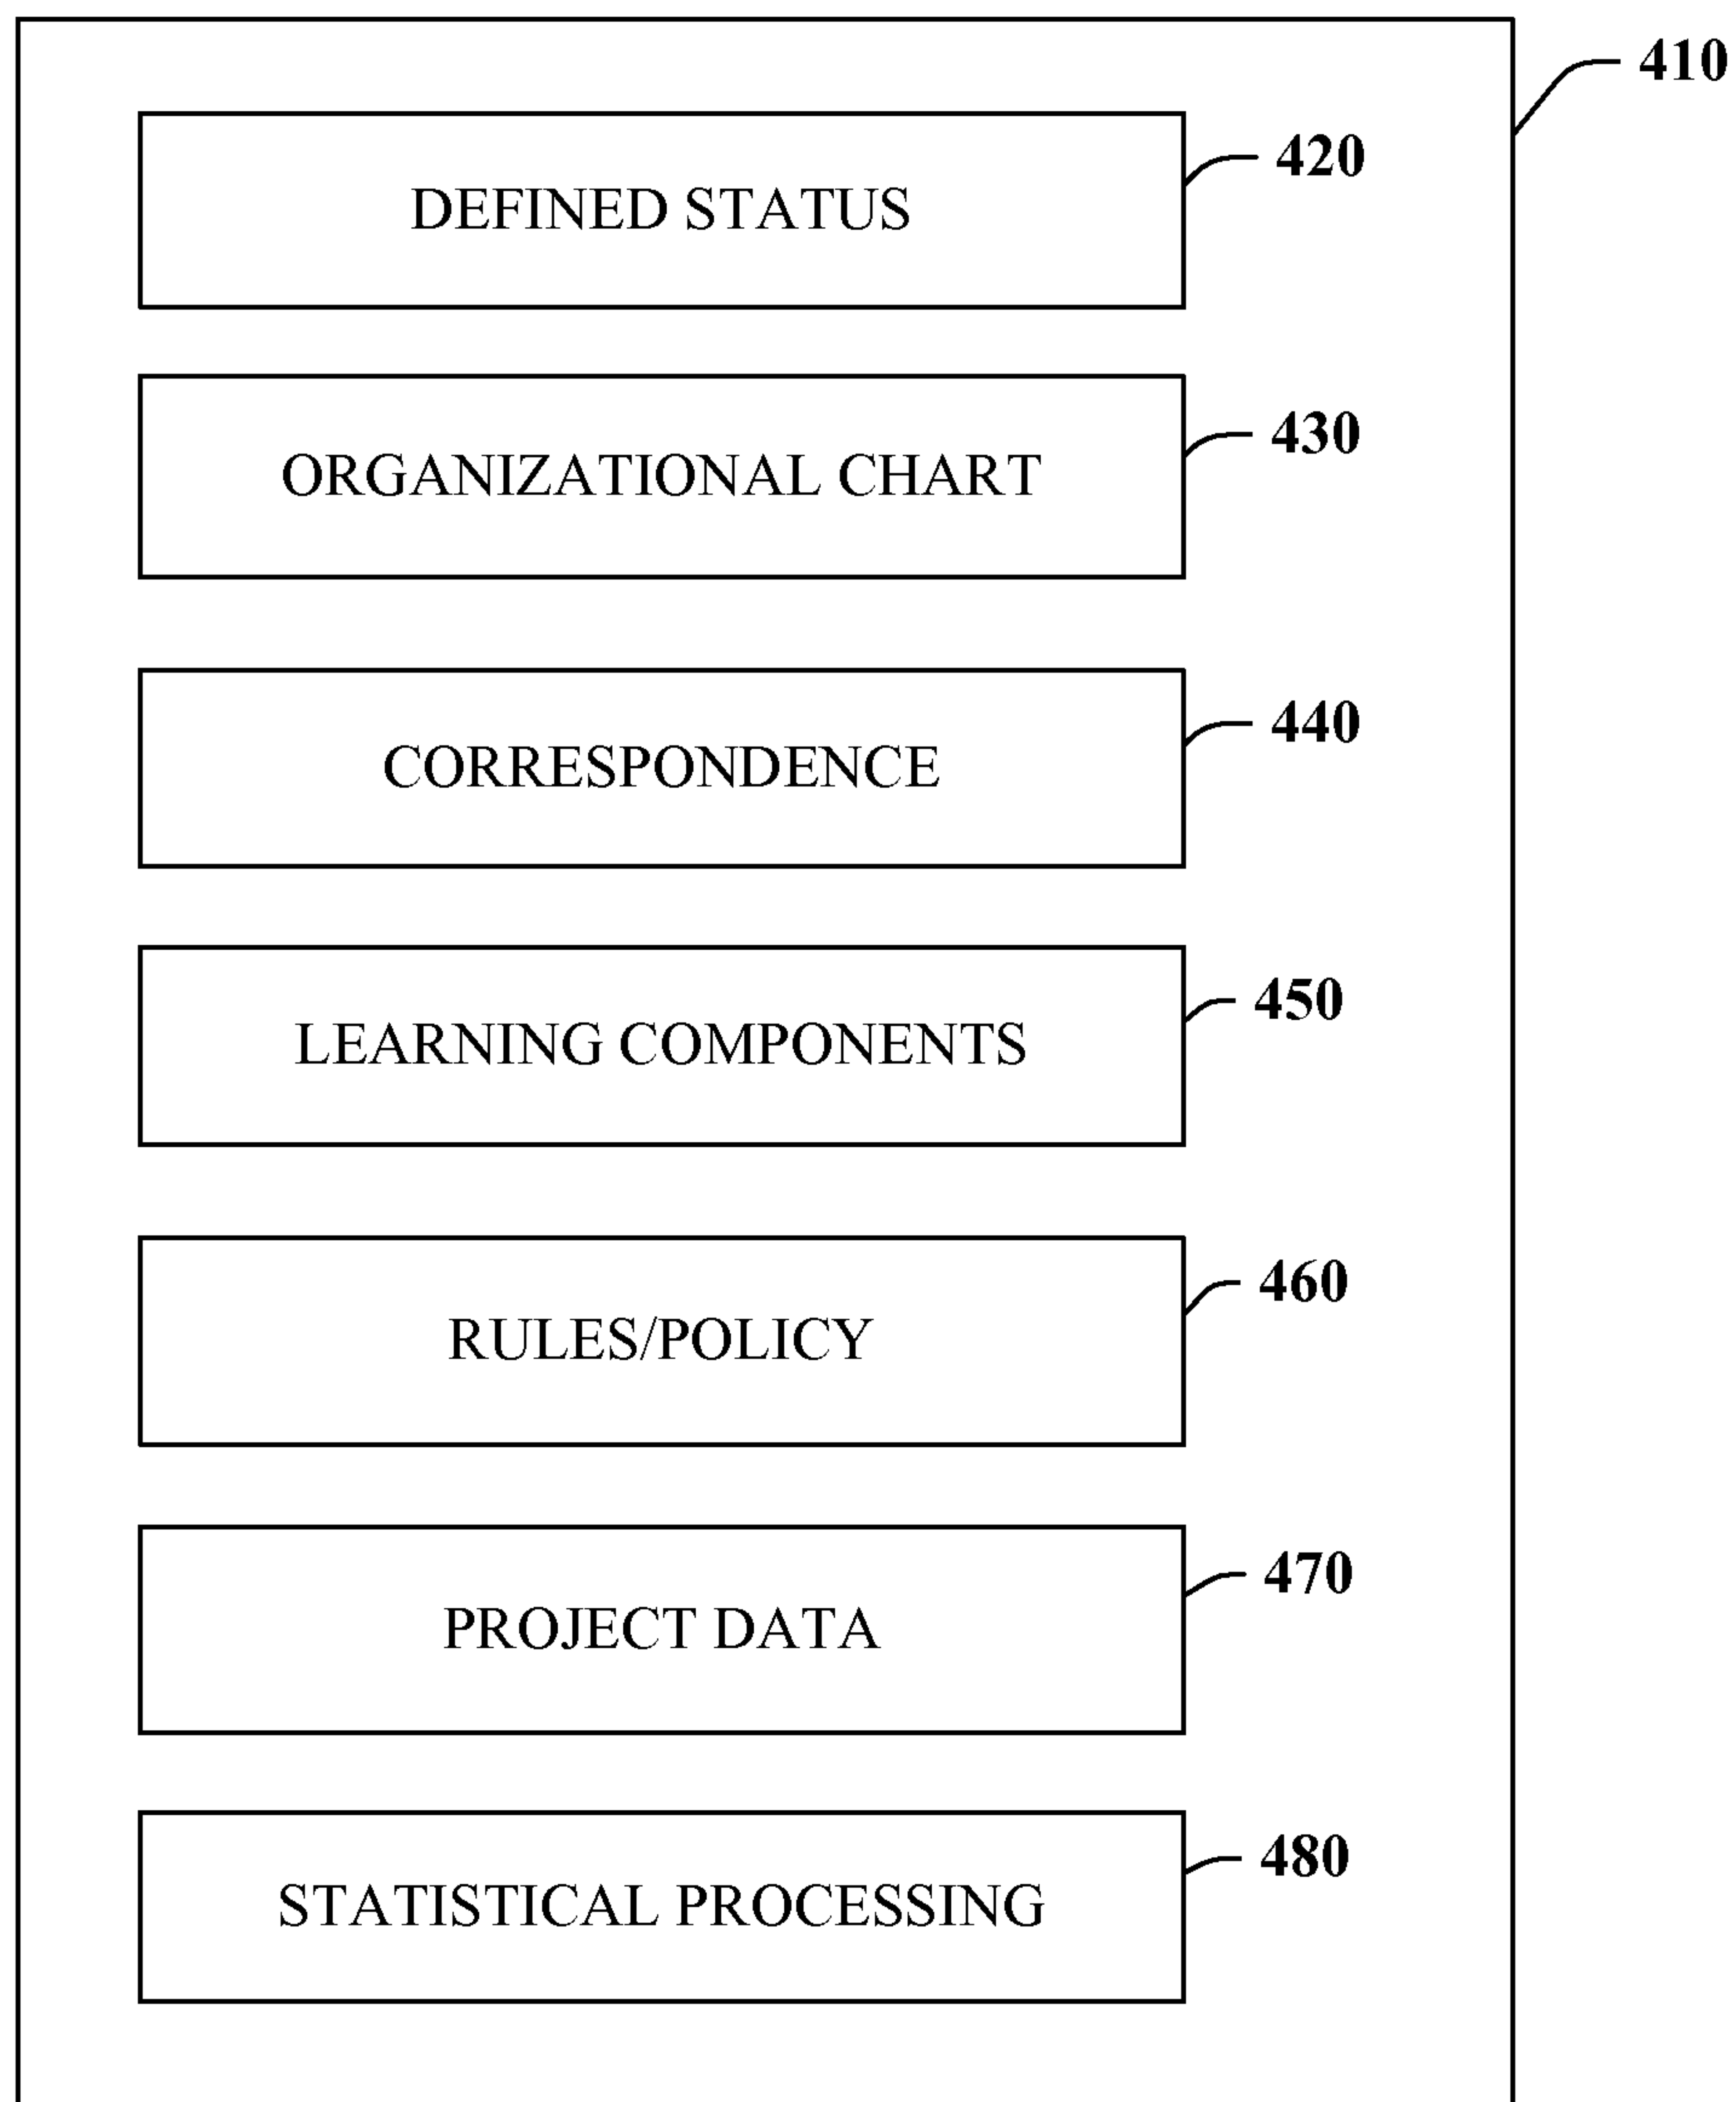 410
DEFINED STATUS
420
ORGANIZATIONAL CHART
430
CORRESPONDENCE
440
LEARNING COMPONENTS
450
RULES/POLICY
460
PROJECT DATA
470
STATISTICAL PROCESSING
480